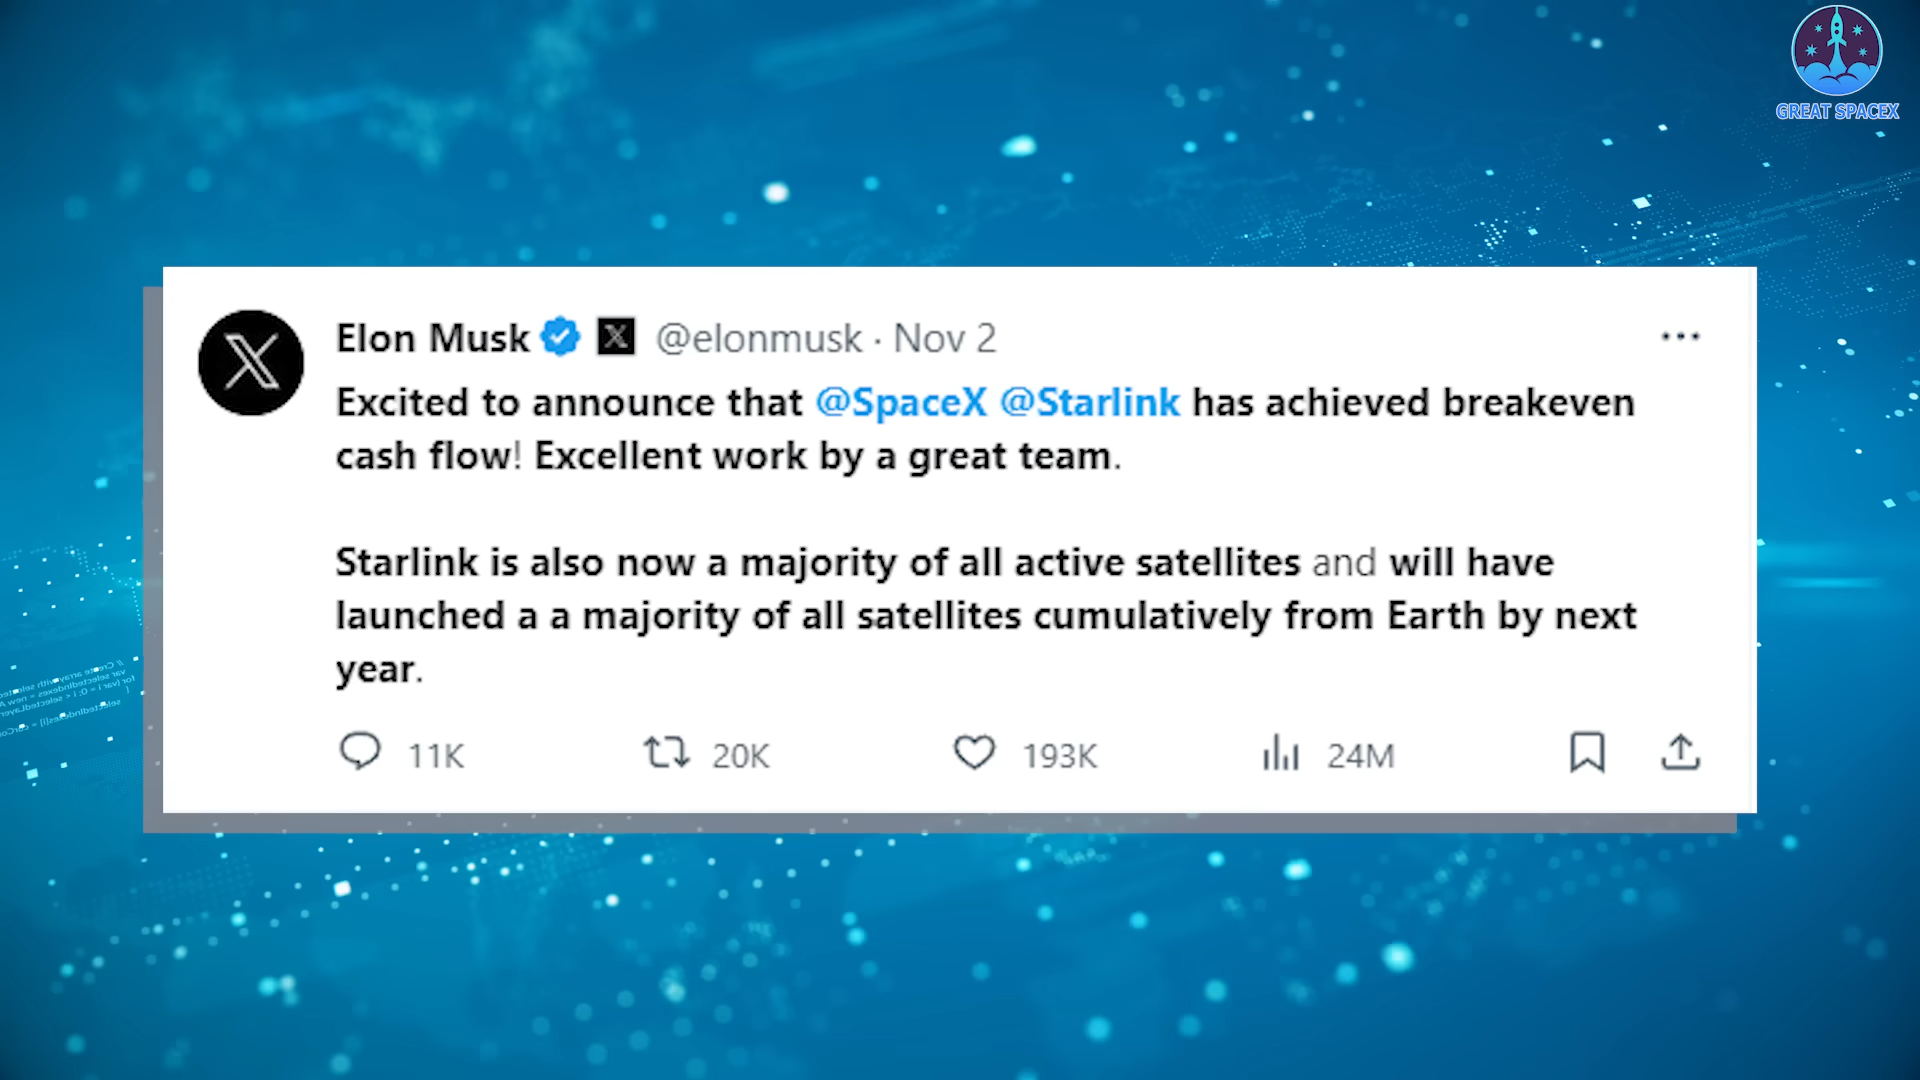 GREAT SPACEX
Elon Musk @elonmusk · Nov 2
Excited to announce that @SpaceX @Starlink has achieved breakeven
cash flow! Excellent work by a great team.
Starlink is also now a majority of all active satellites and will have
launched a a majority of all satellites cumulatively from Earth by next
year.
11K 20K 193K 24M